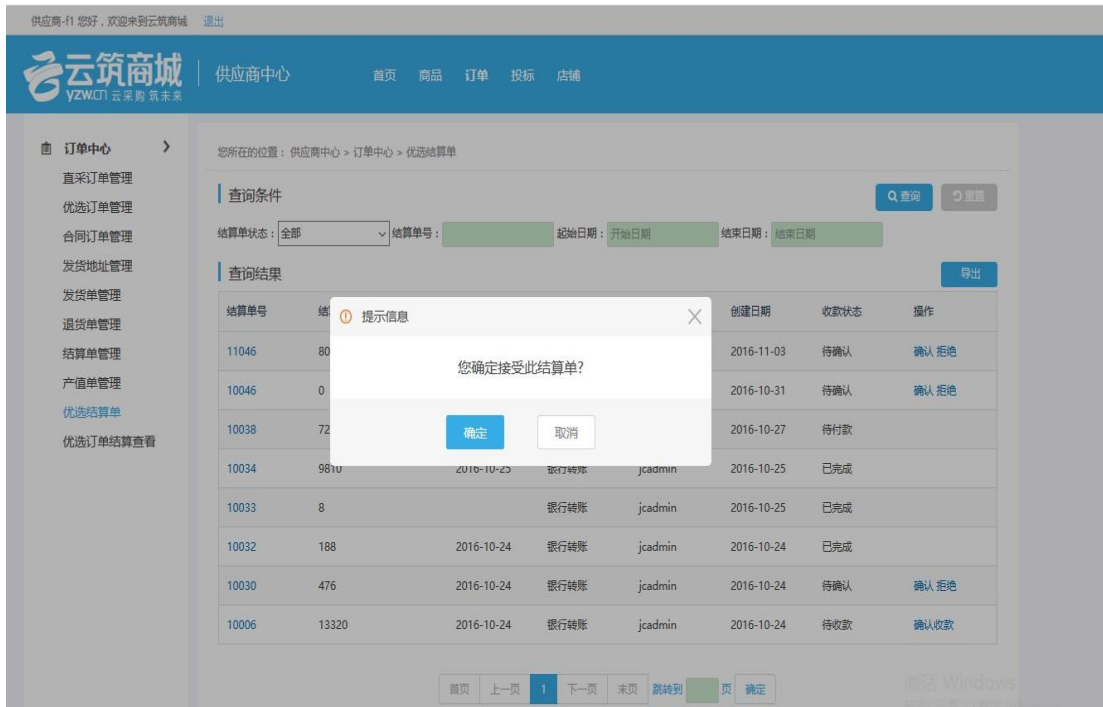 供应商-f1 您好，欢迎来到云筑商城 退出
云筑商城 供应商中心 首页 商品 订单 投标 店铺
yzw.cn 云采购 筑未来
订单中心
直采订单管理
优选订单管理
合同订单管理
发货地址管理
发货单管理
退货单管理
结算单管理
产值单管理
优选结算单
优选订单结算查看
您所在的位置：供应商中心 > 订单中心 > 优选结算单
查询条件 查询 重置
结算单状态：全部 结算单号： 起始日期：开始日期 结束日期：结束日期
查询结果 导出
结算单号 结 创建日期 收款状态 操作
11046 80 2016-11-03 待确认 确认 拒绝
10046 0 2016-10-31 待确认 确认 拒绝
10038 72 2016-10-27 待付款
10034 9810 2016-10-25 银行转账 jcadmin 2016-10-25 已完成
10033 8 银行转账 jcadmin 2016-10-25 已完成
10032 188 2016-10-24 银行转账 jcadmin 2016-10-24 已完成
10030 476 2016-10-24 银行转账 jcadmin 2016-10-24 待确认 确认 拒绝
10006 13320 2016-10-24 银行转账 jcadmin 2016-10-24 待收款 确认收款
提示信息
您确定接受此结算单?
确定 取消
首页 上一页 1 下一页 末页 跳转到 页 确定
激活 Windows